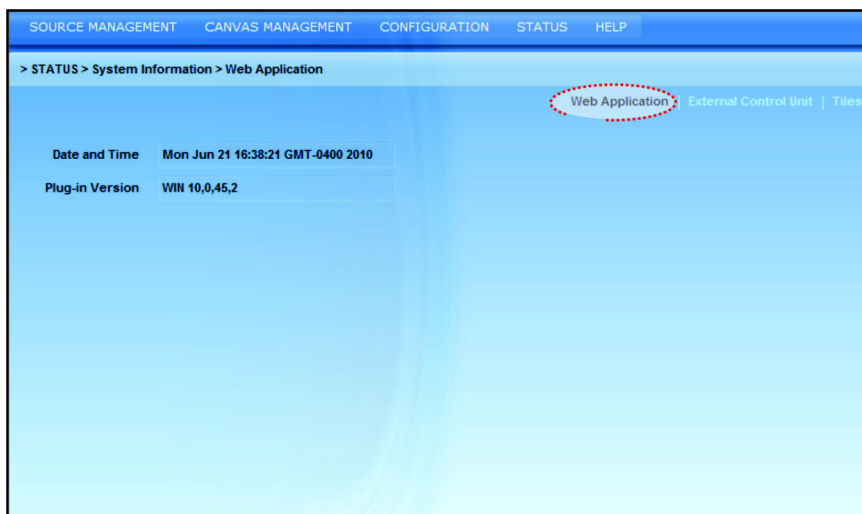 SOURCE MANAGEMENT CANVAS MANAGEMENT CONFIGURATION STATUS HELP
> STATUS > System Information > Web Application
Web Application | External Control Unit | Tiles
Date and Time Mon Jun 21 16:38:21 GMT-0400 2010
Plug-in Version WIN 10,0,45,2